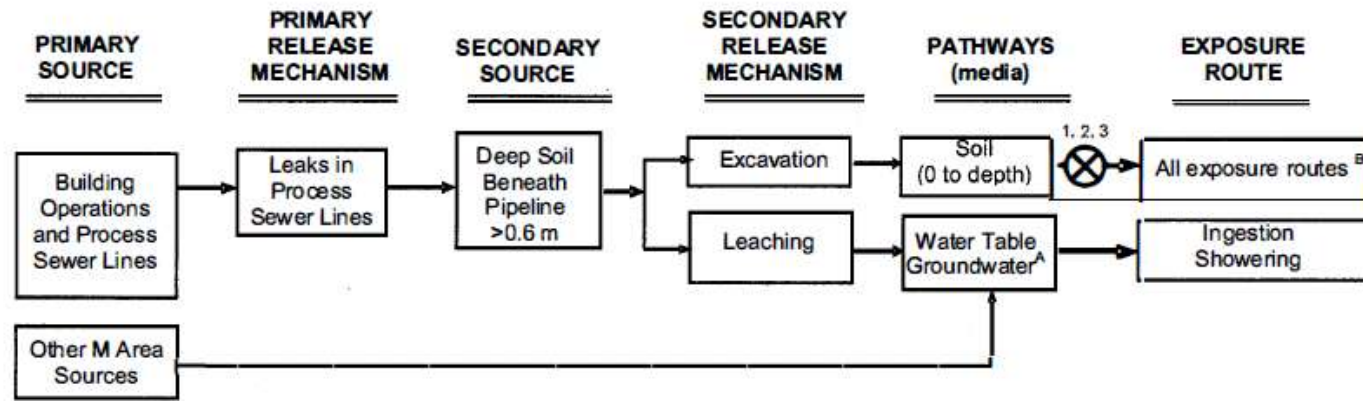 PRIMARY
SOURCE
PRIMARY
RELEASE
MECHANISM
SECONDARY
SOURCE
SECONDARY
RELEASE
MECHANISM
PATHWAYS
(media)
EXPOSURE
ROUTE
Building
Operations
and Process
Sewer Lines
Leaks in
Process
Sewer Lines
Deep Soil
Beneath
Pipeline
>0.6 m
Excavation
Soil
(0 to depth)
1, 2, 3
All exposure routes B
Leaching
Water Table
Groundwater A
Ingestion
Showering
Other M Area
Sources